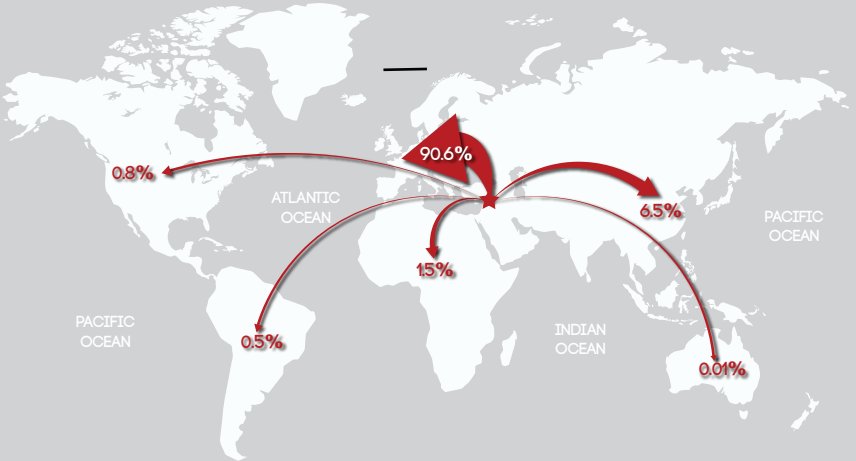 90.6%
0.8%
ATLANTIC
OCEAN
6.5%
PACIFIC
OCEAN
1.5%
PACIFIC
OCEAN
0.5%
INDIAN
OCEAN
0.01%